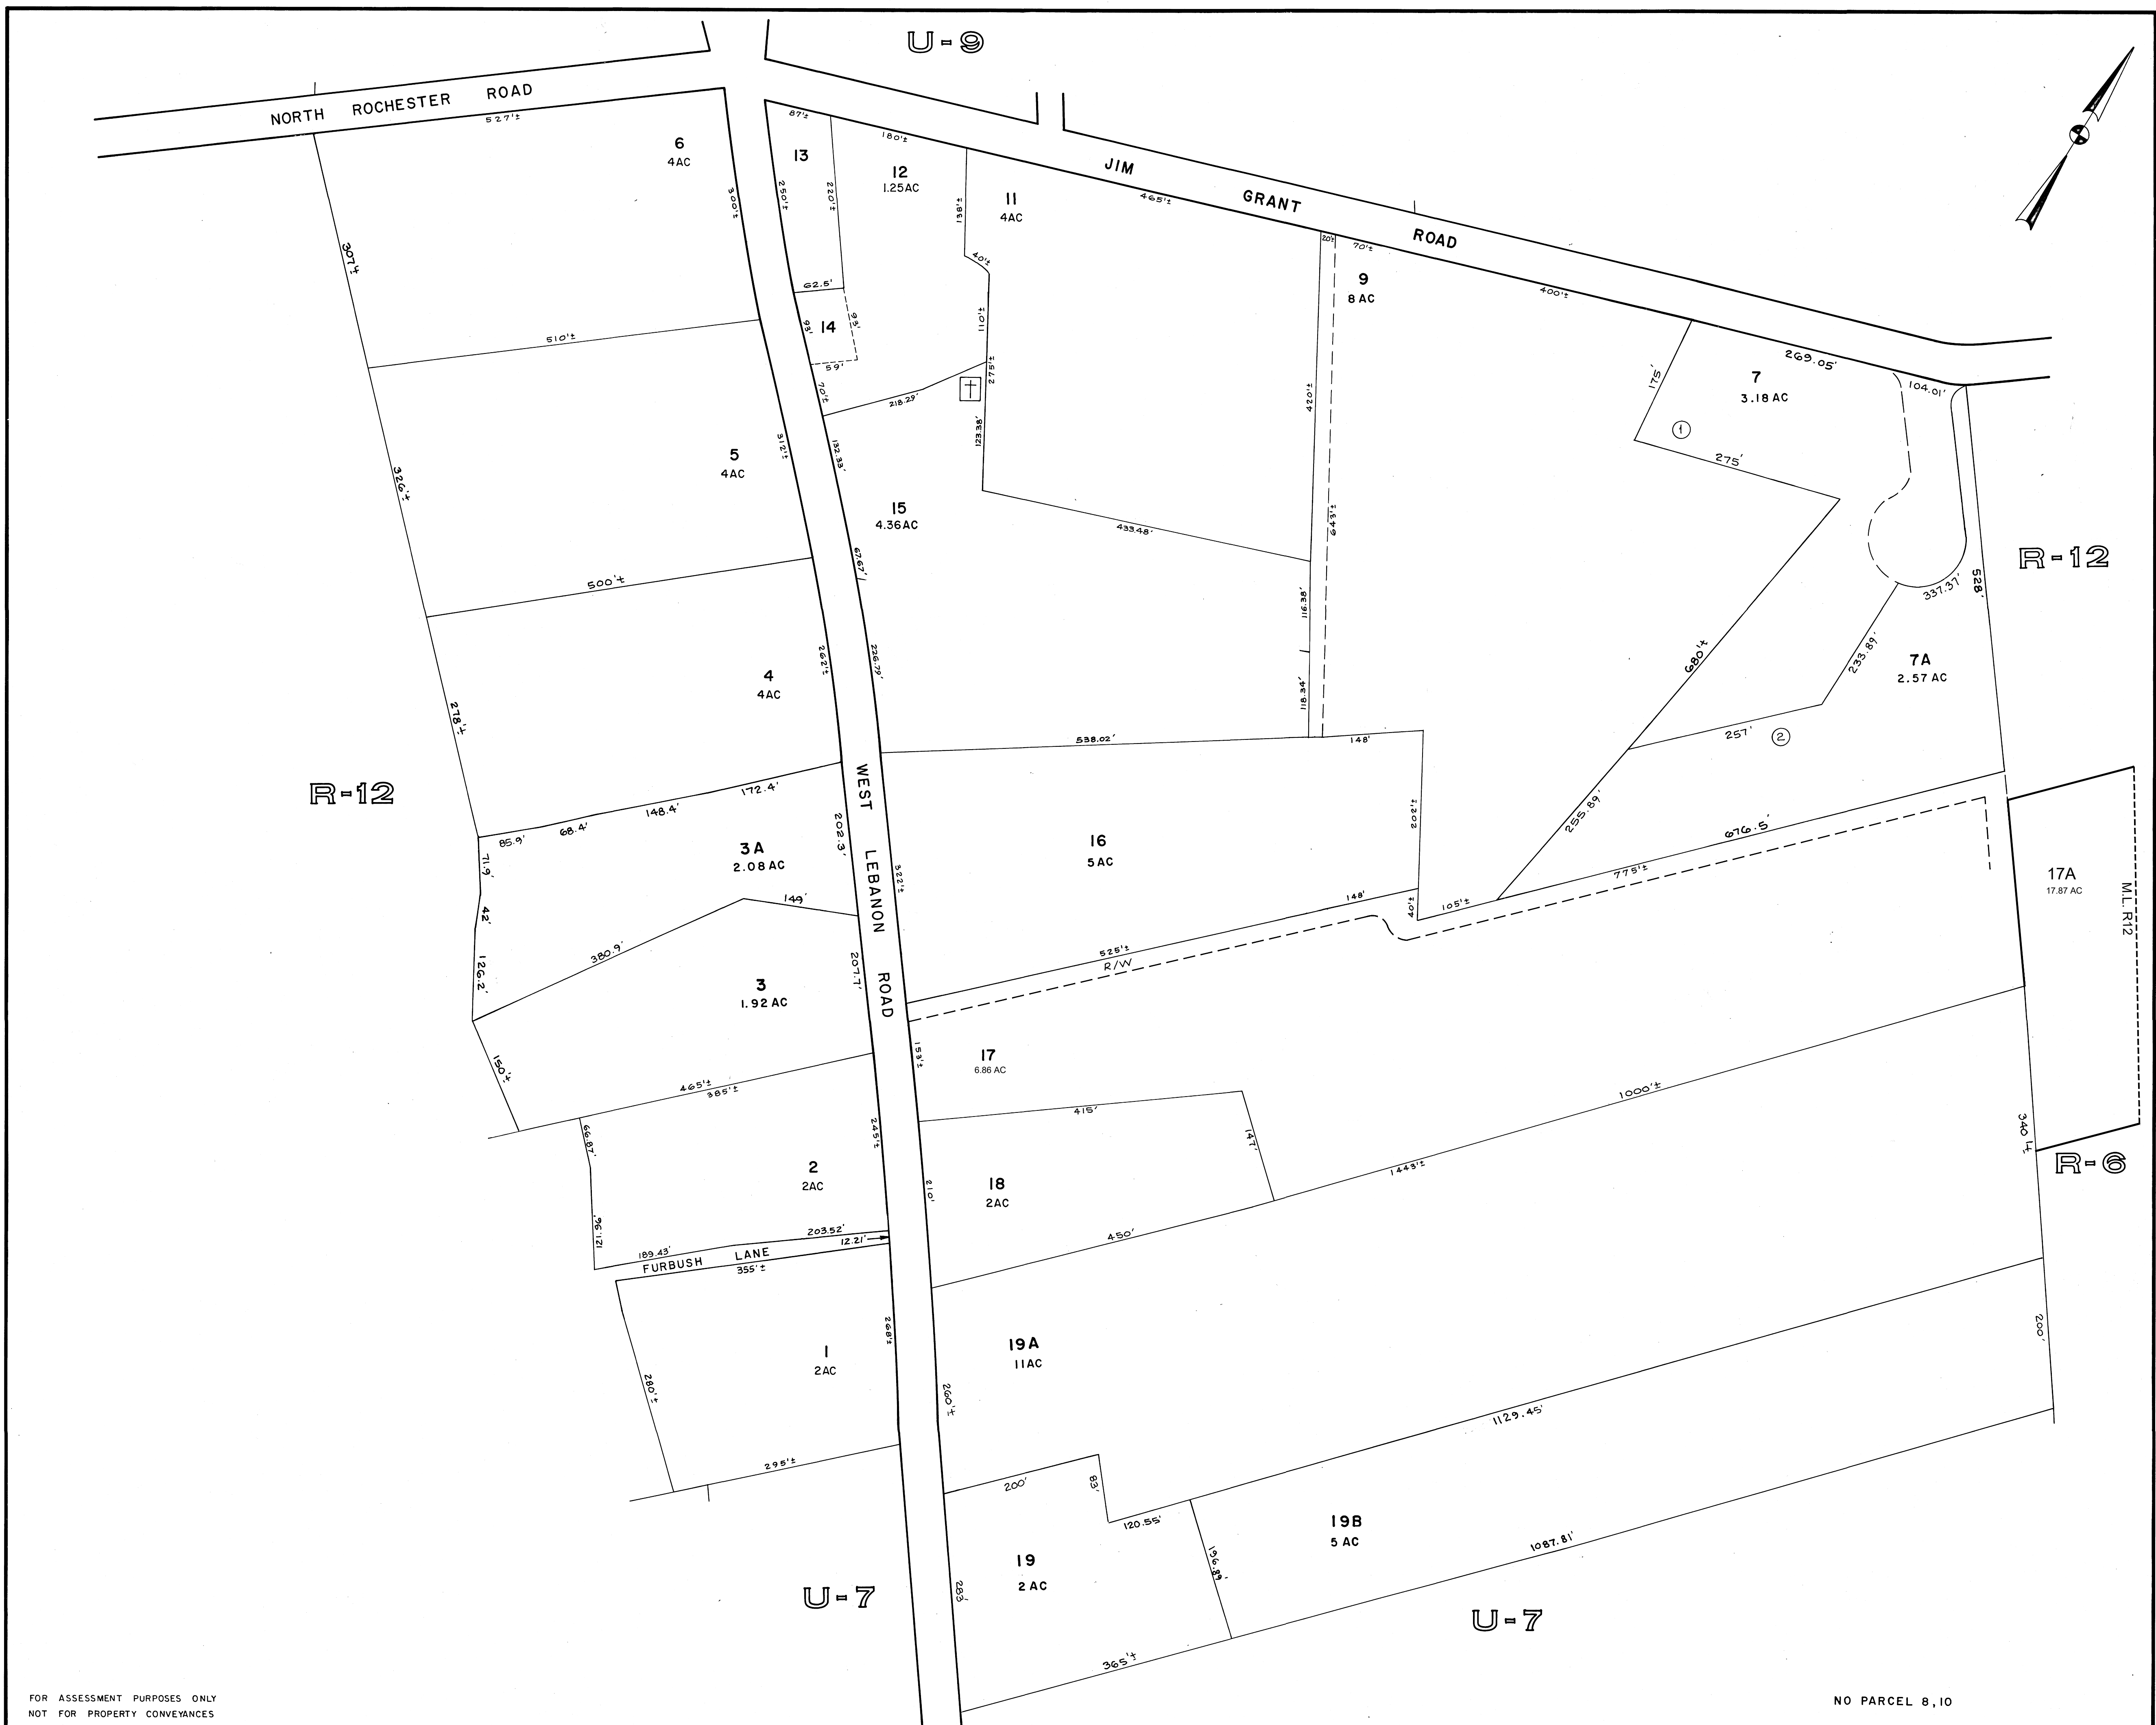 U-9
NORTH ROCHESTER ROAD
527'±
6
4AC
300'±
307'±
510'±
87'±
180'±
13
250'±
220'±
12
1.25AC
138'±
11
4AC
JIM GRANT ROAD
465'±
20'±
70'±
9
8 AC
400'±
40'±
62.5'
93'
14
93'
59'
70'±
110'±
275'±
218.29'
123.38'
420'±
643'±
269.05'
104.01'
7
3.18 AC
175'
1
275'
326'±
5
4AC
312'±
132.33'
15
4.36AC
433.48'
67.67'
116.38'
R-12
337.37'
528'
500'±
4
4AC
262'±
226.79'
118.34'
680'±
233.89'
7A
2.57 AC
278'±
538.02'
148'
257'
2
R-12
WEST LEBANON ROAD
172.4'
148.4'
68.4'
85.9'
202.3'
3A
2.08 AC
71.9'
42'
126.2'
149'
380.9'
322'±
16
5AC
202'±
255.89'
676.5'
775'±
148'
40'±
105'±
17A
17.87 AC
M.L. R12
525'±
R/W
207.7'
3
1.92 AC
150'±
465'±
385'±
153'±
17
6.86 AC
415'
147'
1000'±
340'±
R-6
66.87'
245'±
2
2AC
210'
18
2AC
1443'±
450'
121.56'
203.52'
12.21'
189.43'
FURBUSH LANE
355'±
268'±
1
2AC
280'±
295'±
19A
11AC
260'±
200'
1129.45'
200'
83'
120.55'
19
2 AC
283'
196.89'
19B
5 AC
1087.81'
365'±
U-7
U-7
FOR ASSESSMENT PURPOSES ONLY
NOT FOR PROPERTY CONVEYANCES
NO PARCEL 8,10